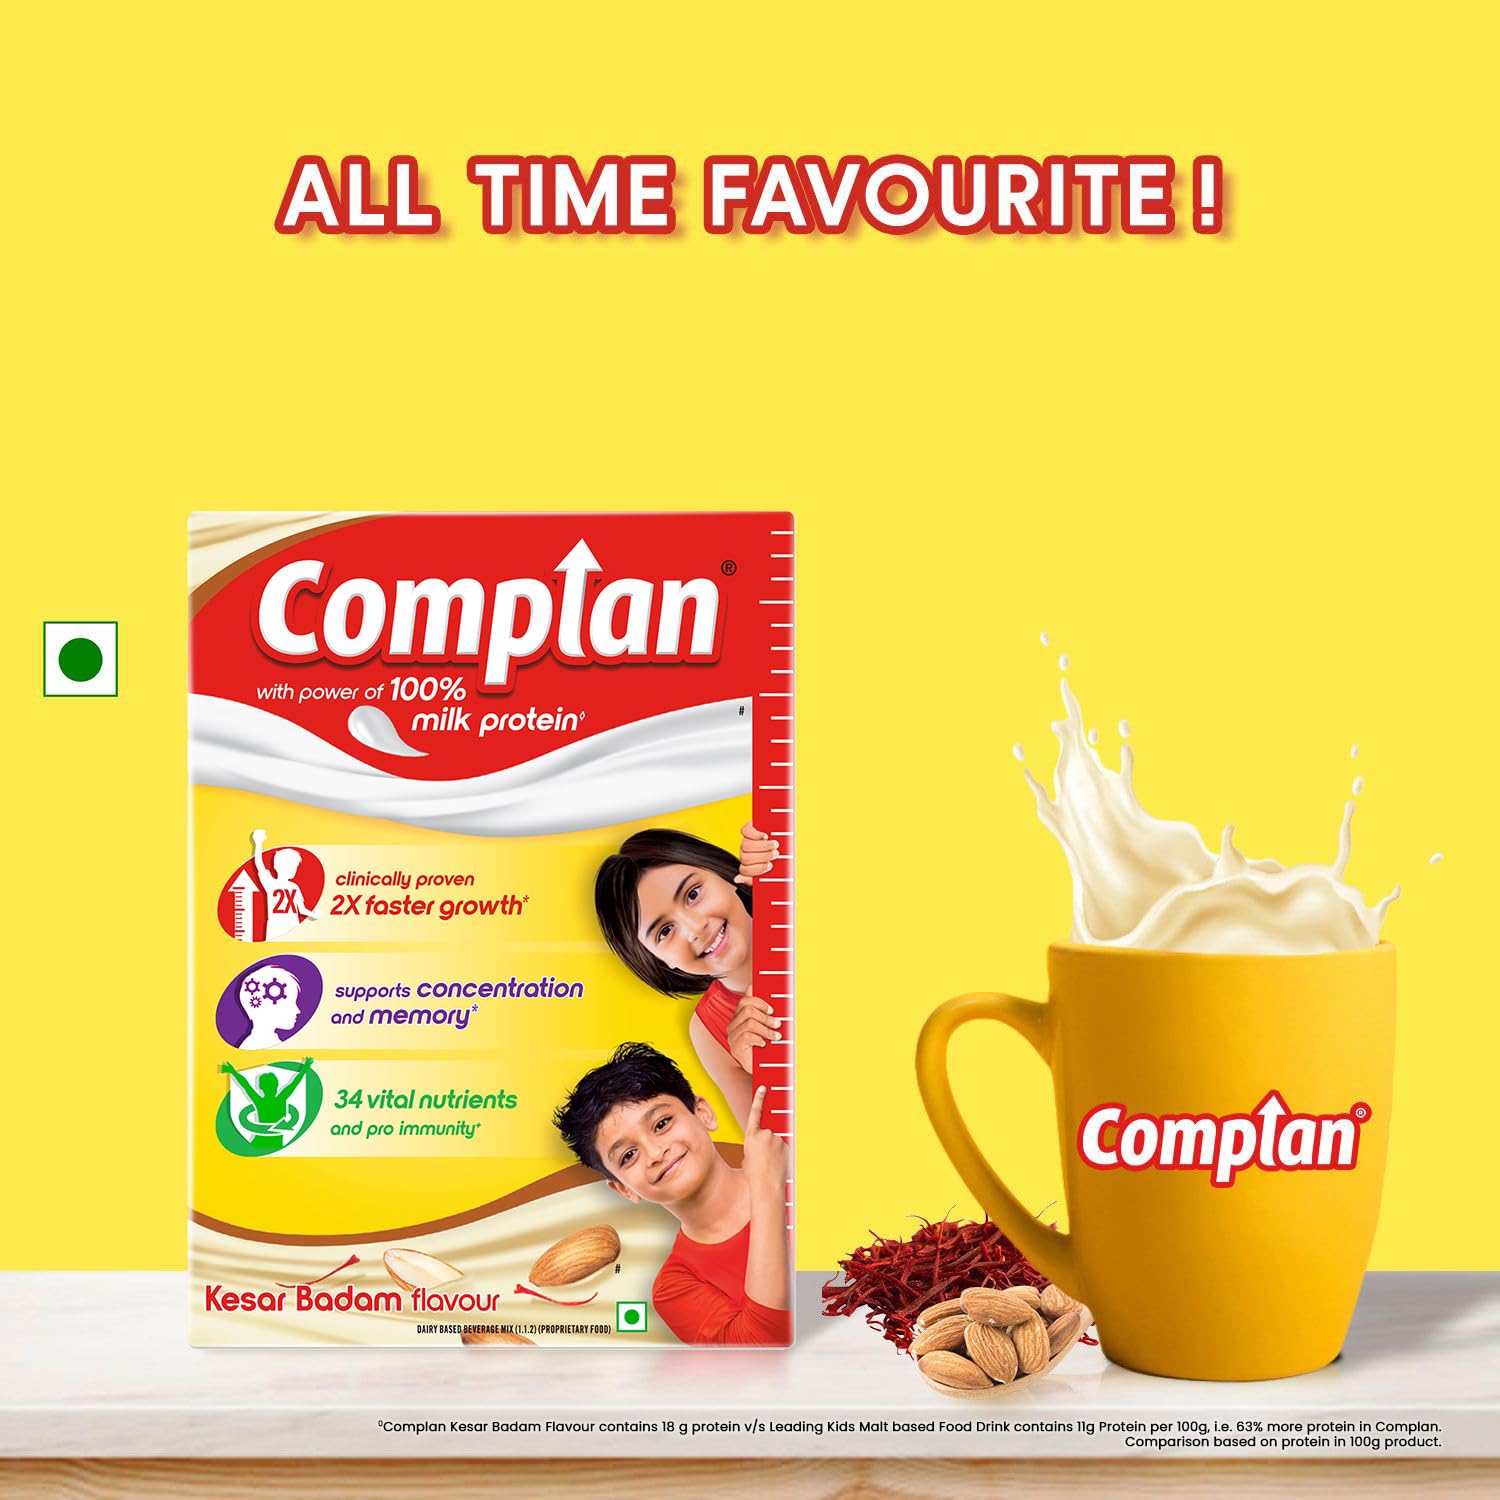 ALL TIME FAVOURITE !
Complan®
with power of 100%
milk protein◊
#
clinically proven
2X
2X faster growth*
supports concentration
and memory*
34 vital nutrients
and pro immunity+
Complan®
#
Kesar Badam flavour
DAIRY BASED BEVERAGE MIX (1.1.2) (PROPRIETARY FOOD)
◊Complan Kesar Badam Flavour contains 18 g protein v/s Leading Kids Malt based Food Drink contains 11g Protein per 100g, i.e. 63% more protein in Complan.
Comparison based on protein in 100g product.